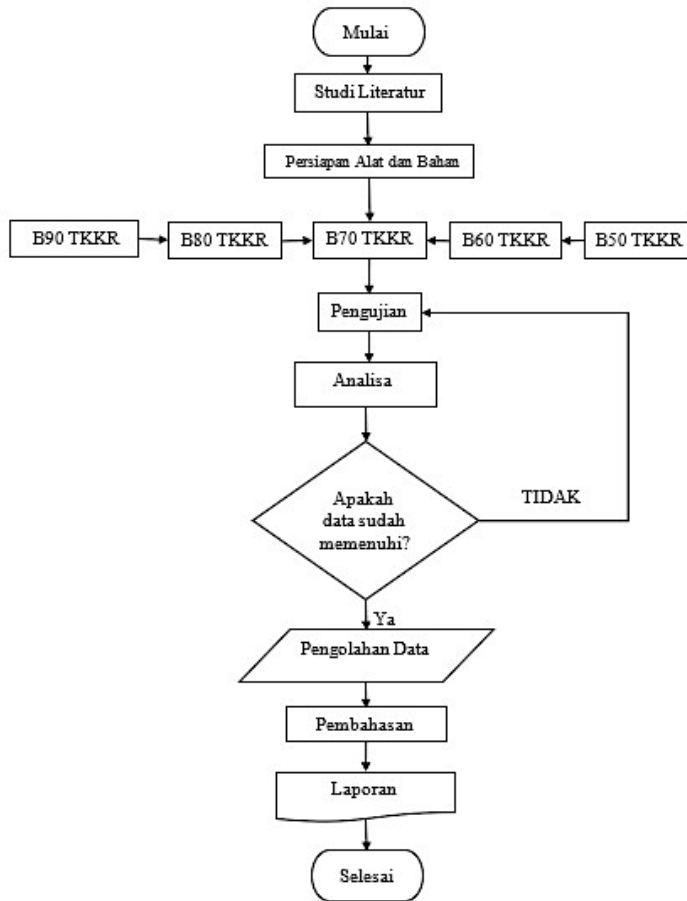 Mulai
Studi Literatur
Persiapan Alat dan Bahan
B90 TKKR
B80 TKKR
B70 TKKR
B60 TKKR
B50 TKKR
Pengujian
Analisa
Apakah
data sudah
memenuhi?
TIDAK
Ya
Pengolahan Data
Pembahasan
Laporan
Selesai